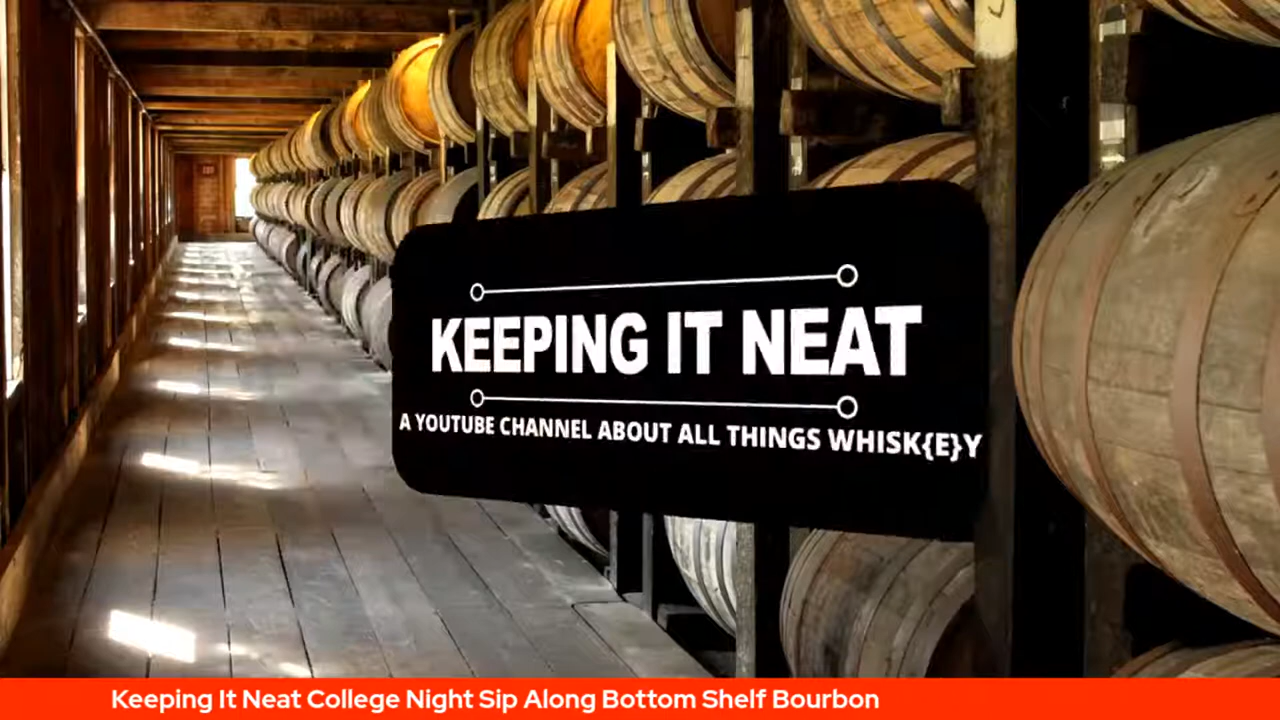 KEEPING IT NEAT
A YOUTUBE CHANNEL ABOUT ALL THINGS WHISK{E}Y
Keeping It Neat College Night Sip Along Bottom Shelf Bourbon